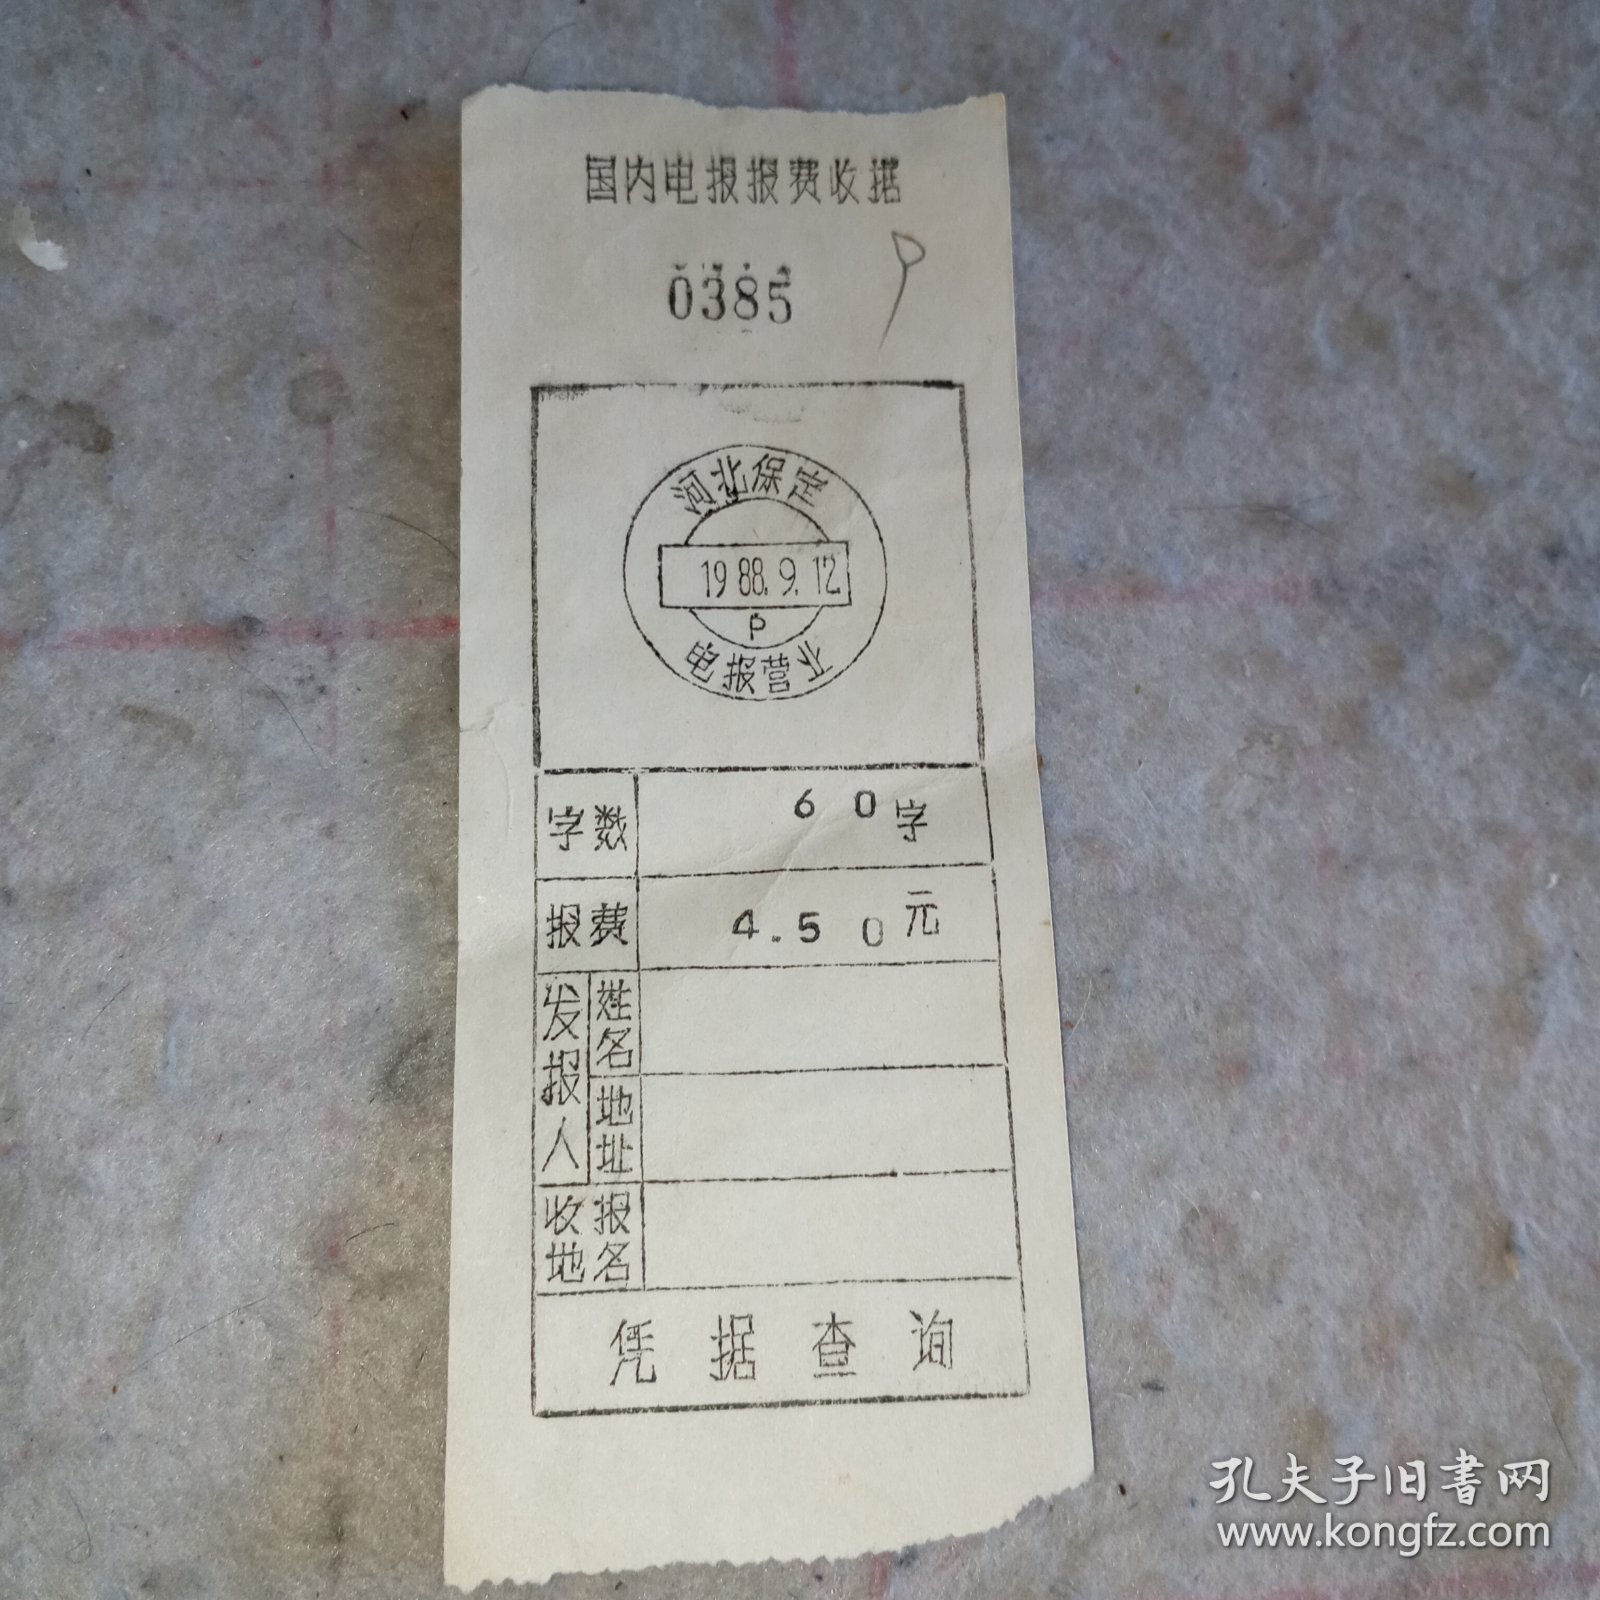 国内电报报费收据
0385
河北保定
1988.9.12
P
电报营
字数 60字
报费 4.50元
发报人 姓名
地址
收报地名
凭据查询
孔夫子旧书网
www.kongfz.com